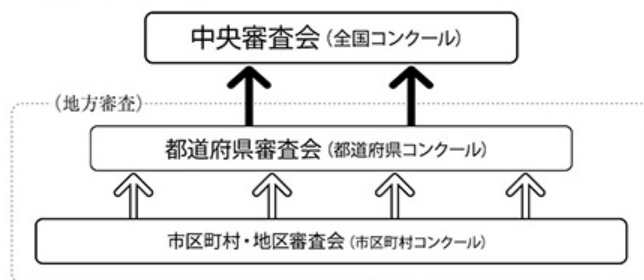 中央審査会(全国コンクール)
(地方審査)
都道府県審査会(都道府県コンクール)
市区町村・地区審査会(市区町村コンクール)